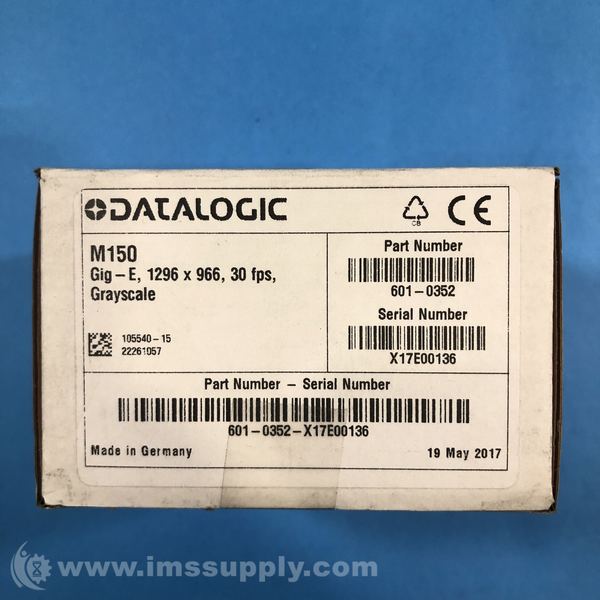 DATALOGIC
CB
CE
M150
Gig-E, 1296 x 966, 30 fps,
Grayscale
105540-15
22261057
Part Number
601-0352
Serial Number
X17E00136
Part Number - Serial Number
601-0352-X17E00136
Made in Germany
19 May 2017
www.imssupply.com